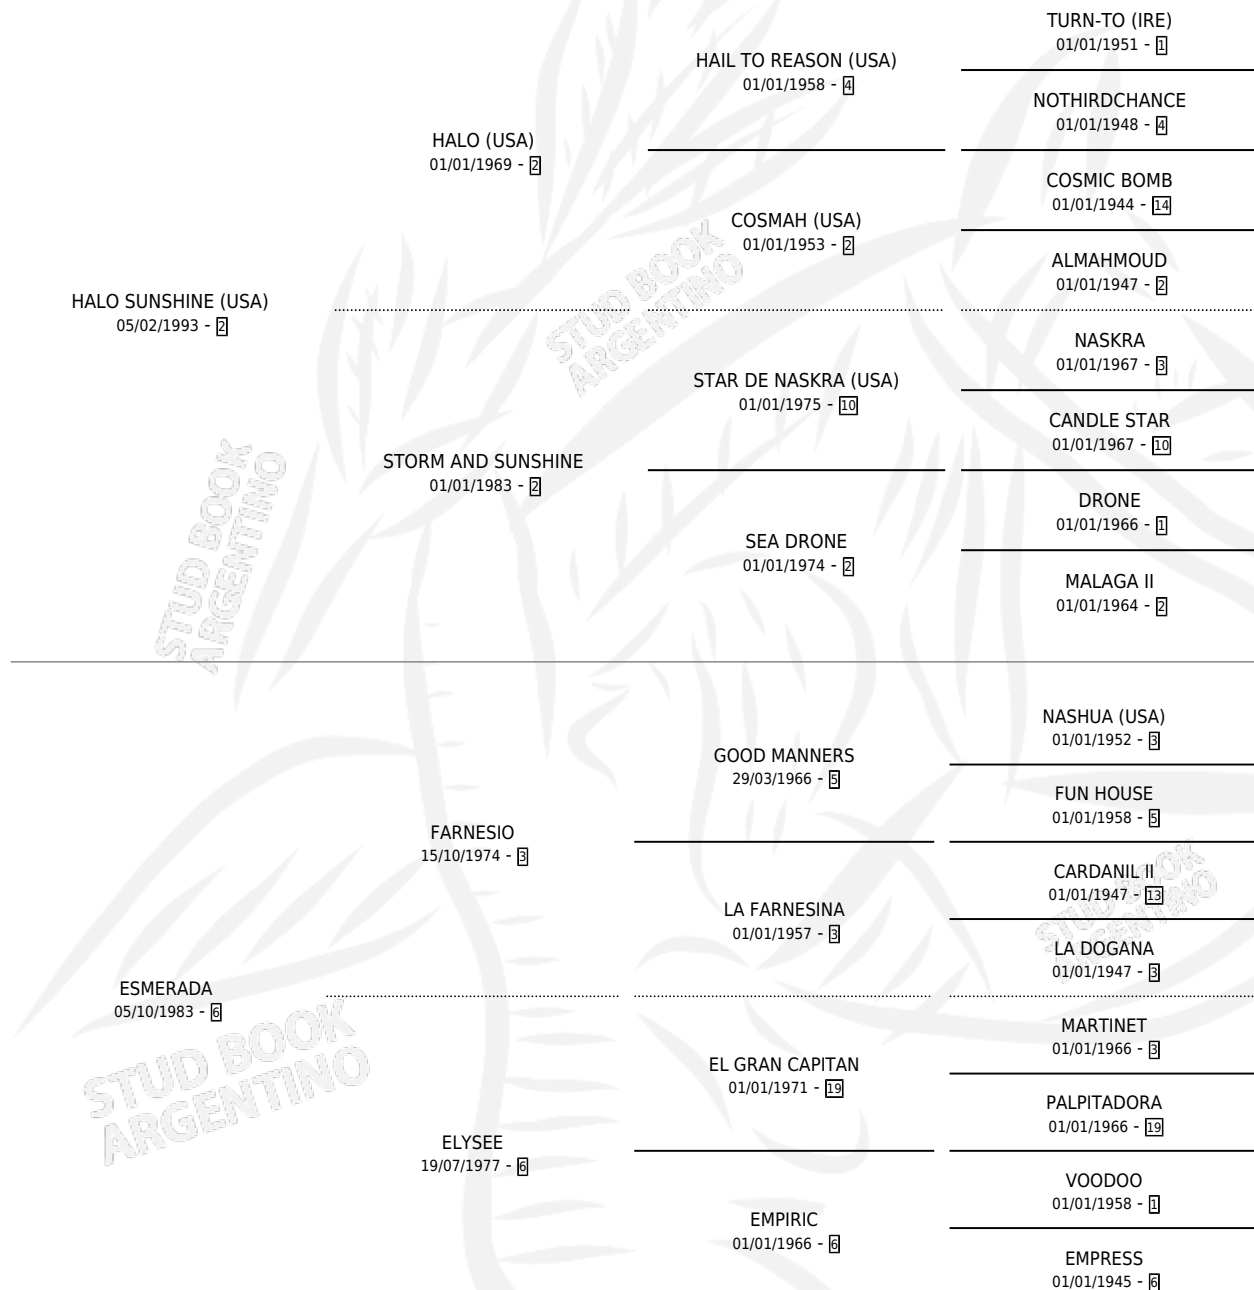 TURN-TO (IRE)
01/01/1951 - 1
HAIL TO REASON (USA)
01/01/1958 - 4
NOTHIRDCHANCE
01/01/1948 - 4
HALO (USA)
01/01/1969 - 2
COSMIC BOMB
01/01/1944 - 14
COSMAH (USA)
01/01/1953 - 2
ALMAHMOUD
01/01/1947 - 2
HALO SUNSHINE (USA)
05/02/1993 - 2
NASKRA
01/01/1967 - 3
STAR DE NASKRA (USA)
01/01/1975 - 10
CANDLE STAR
01/01/1967 - 10
STORM AND SUNSHINE
01/01/1983 - 2
DRONE
01/01/1966 - 1
SEA DRONE
01/01/1974 - 2
MALAGA II
01/01/1964 - 2
NASHUA (USA)
01/01/1952 - 3
GOOD MANNERS
29/03/1966 - 5
FUN HOUSE
01/01/1958 - 5
FARNESIO
15/10/1974 - 3
CARDANIL II
01/01/1947 - 13
LA FARNESINA
01/01/1957 - 3
LA DOGANA
01/01/1947 - 3
ESMERADA
05/10/1983 - 6
MARTINET
01/01/1966 - 3
EL GRAN CAPITAN
01/01/1971 - 19
PALPITADORA
01/01/1966 - 19
ELYSEE
19/07/1977 - 6
VOODOO
01/01/1958 - 1
EMPIRIC
01/01/1966 - 6
EMPRESS
01/01/1945 - 6
STUD BOOK
ARGENTINO
STUD BOOK
ARGENTINO
STUD BOOK
ARGENTINO
STUD BOOK
ARGENTINO